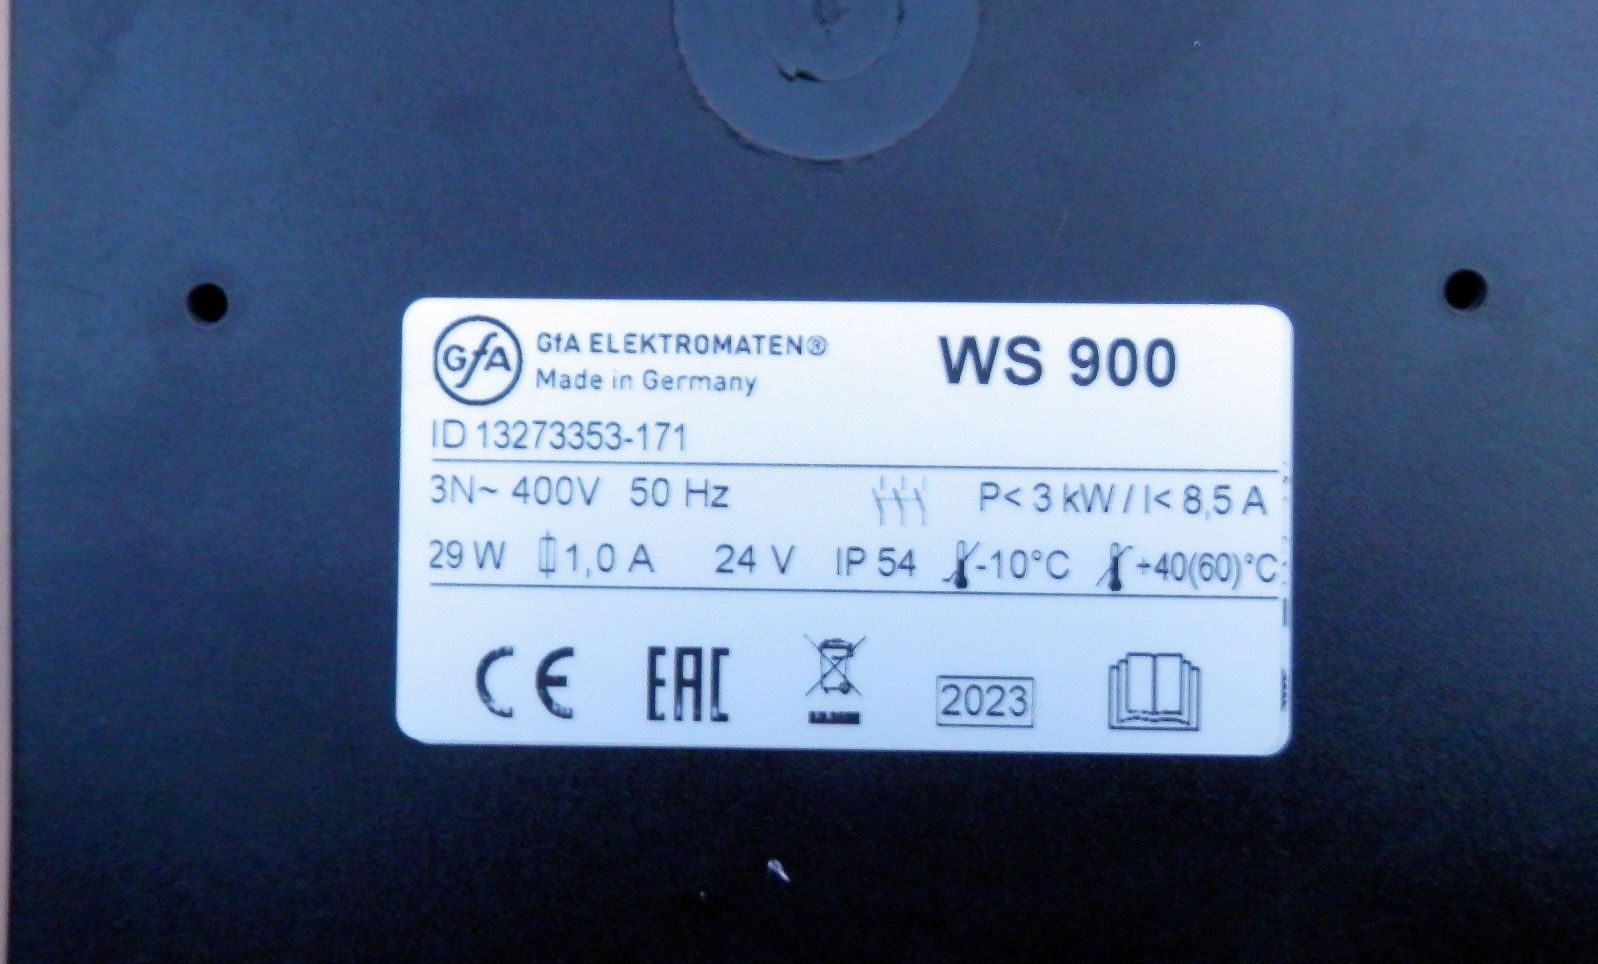 GfA
GfA ELEKTROMATEN®
Made in Germany
WS 900
ID 13273353-171
3N~ 400V 50 Hz P< 3 kW / I< 8,5 A
29 W 1,0 A 24 V IP 54 -10°C +40(60)°C
CE EAC 2023